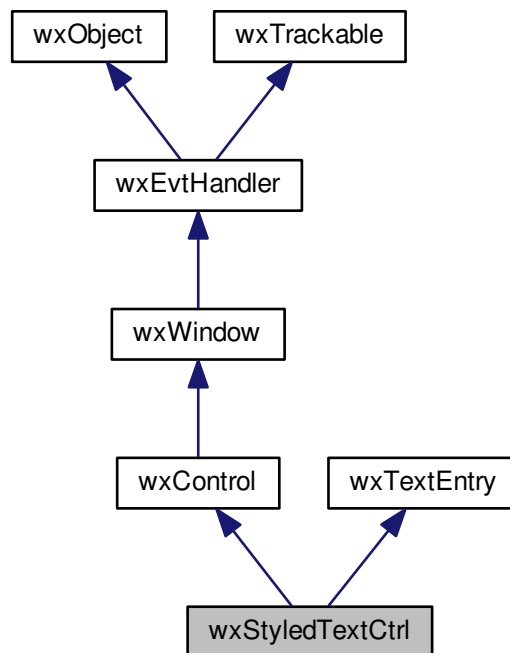 wxObject
wxTrackable
wxEvtHandler
wxWindow
wxControl
wxTextEntry
wxStyledTextCtrl